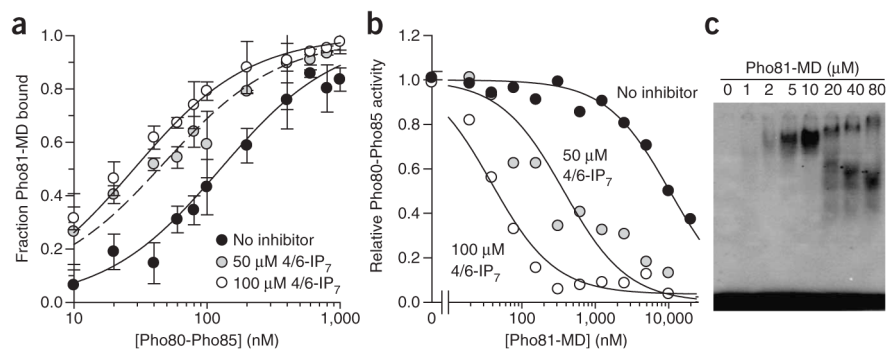 a
Fraction Pho81-MD bound
1.0
0.8
0.6
0.4
0.2
0.0
No inhibitor
50 μM 4/6-IP7
100 μM 4/6-IP7
10
100
1,000
[Pho80-Pho85] (nM)
b
Relative Pho80-Pho85 activity
1.2
1.0
0.8
0.6
0.4
0.2
0.0
No inhibitor
50 μM
4/6-IP7
100 μM
4/6-IP7
0
100
1,000
10,000
[Pho81-MD] (nM)
c
Pho81-MD (μM)
0 1 2 5 10 20 40 80